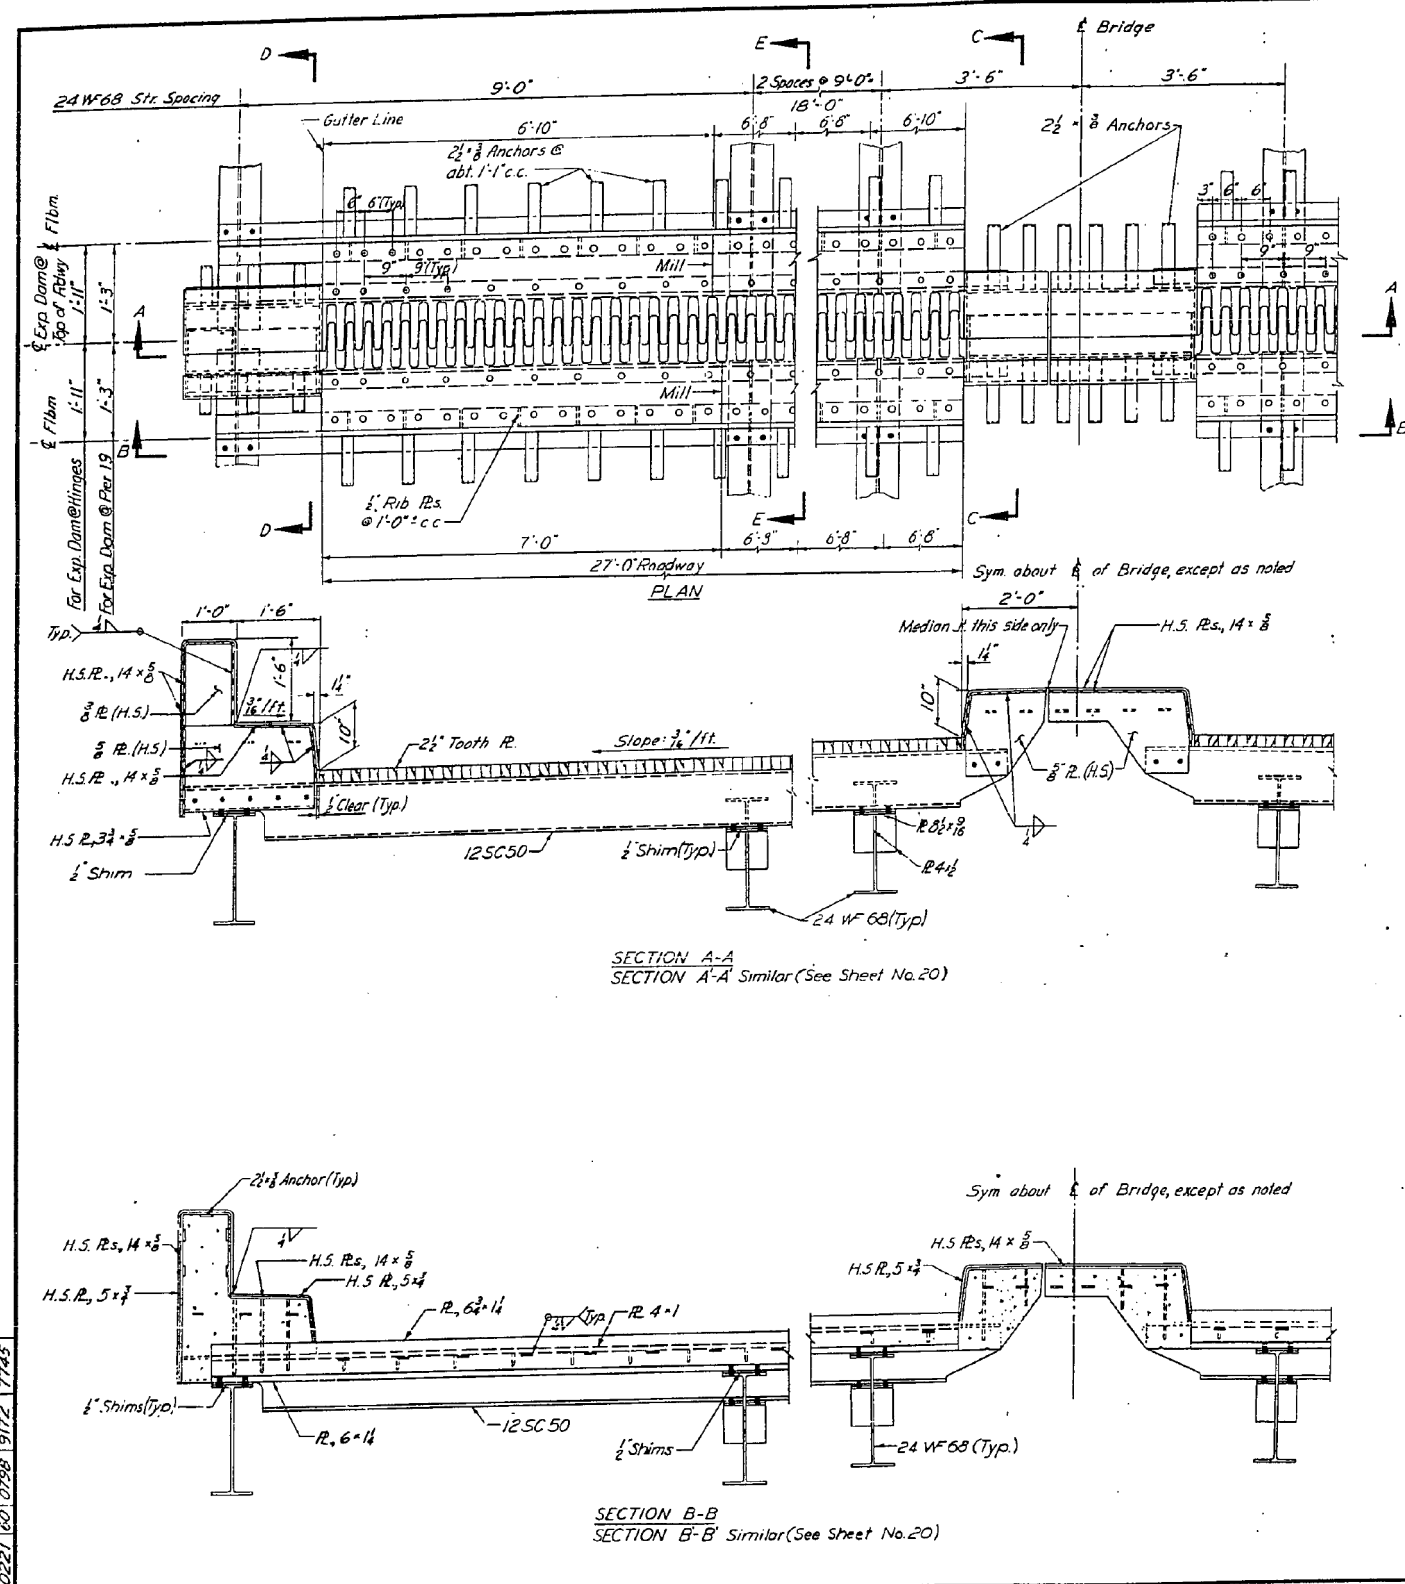 ℄ Bridge
D
E
C
24 WF68 Str. Spacing
9'-0"
2 Spaces @ 9'-0"
3'-6"
3'-6"
18'-0"
Gutter Line
6'-10"
6'-8"
6'-8"
6'-10"
2½ × ⅜ Anchors
2½ × ⅜ Anchors @
abt. 1'-1" c.c.
6" 6"(Typ.)
3" 6" 6"
9" 9"(Typ.)
9" 9"
Mill
Mill
℄ Flbm.
℄ Exp. Dam @
Top of Rdwy
1'-11"
1'-3"
1'-11"
1'-3"
℄ Flbm
For Exp. Dam @ Hinges
For Exp. Dam @ Pier 19
A
A
B
B
½" Rib PLs.
@ 1'-0" ± c.c
D
E
C
7'-0"
6'-9"
6'-8"
6'-8"
27'-0" Roadway
PLAN
Sym. about ℄ of Bridge, except as noted
1'-0"
1'-6"
2'-0"
Typ.
¼
Median PL this side only
H.S. PLs., 14 × ⅝
H.S. PL., 14 × ⅝
1'-6"
¼
1¼"
1¼"
⅜ PL (H.S.)
3/16"/ft.
10"
10"
⅝ PL. (H.S)
2½" Tooth PL.
Slope: 3/16"/ft.
⅝" PL. (H.S)
H.S. PL., 14 × ⅝
½" Clear (Typ.)
H.S PL, 3¾ × ⅝
½" Shim
12SC50
½" Shim (Typ.)
PL 8½ × 9/16
PL 4 × ½
¼
24 WF 68 (Typ.)
SECTION A-A
SECTION A'-A' Similar (See Sheet No. 20)
2½ × ⅜ Anchor (Typ.)
Sym. about ℄ of Bridge, except as noted
H.S. PLs., 14 × ⅝
¼
H.S. PLs, 14 × ⅝
H.S PL, 5 × ¾
H.S. PLs, 14 × ⅝
H.S PL, 5 × ¾
H.S. PL, 5 × ¾
PL, 6¾ × 1¼
Typ.
PL 4 × 1
½" Shims (Typ.)
PL, 6 × 1¼
12SC50
½" Shims
24 WF 68 (Typ.)
SECTION B-B
SECTION B'-B' Similar (See Sheet No. 20)
0221 60 0798 9172 7745